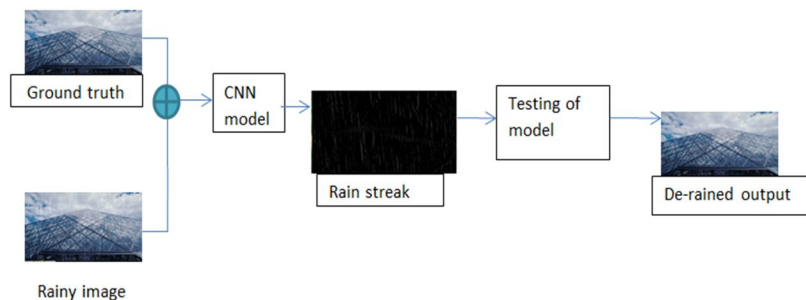 Ground truth
Rainy image
CNN
model
Rain streak
Testing of
model
De-rained output